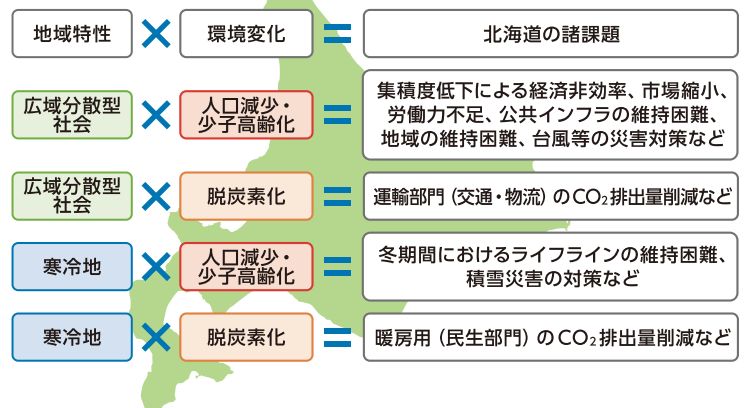 地域特性 × 環境変化 = 北海道の諸課題
広域分散型
社会
×
人口減少・
少子高齢化
=
集積度低下による経済非効率、市場縮小、
労働力不足、公共インフラの維持困難、
地域の維持困難、台風等の災害対策など
広域分散型
社会
×
脱炭素化
=
運輸部門（交通・物流）のCO₂排出量削減など
寒冷地
×
人口減少・
少子高齢化
=
冬期間におけるライフラインの維持困難、
積雪災害の対策など
寒冷地 × 脱炭素化 = 暖房用（民生部門）のCO₂排出量削減など